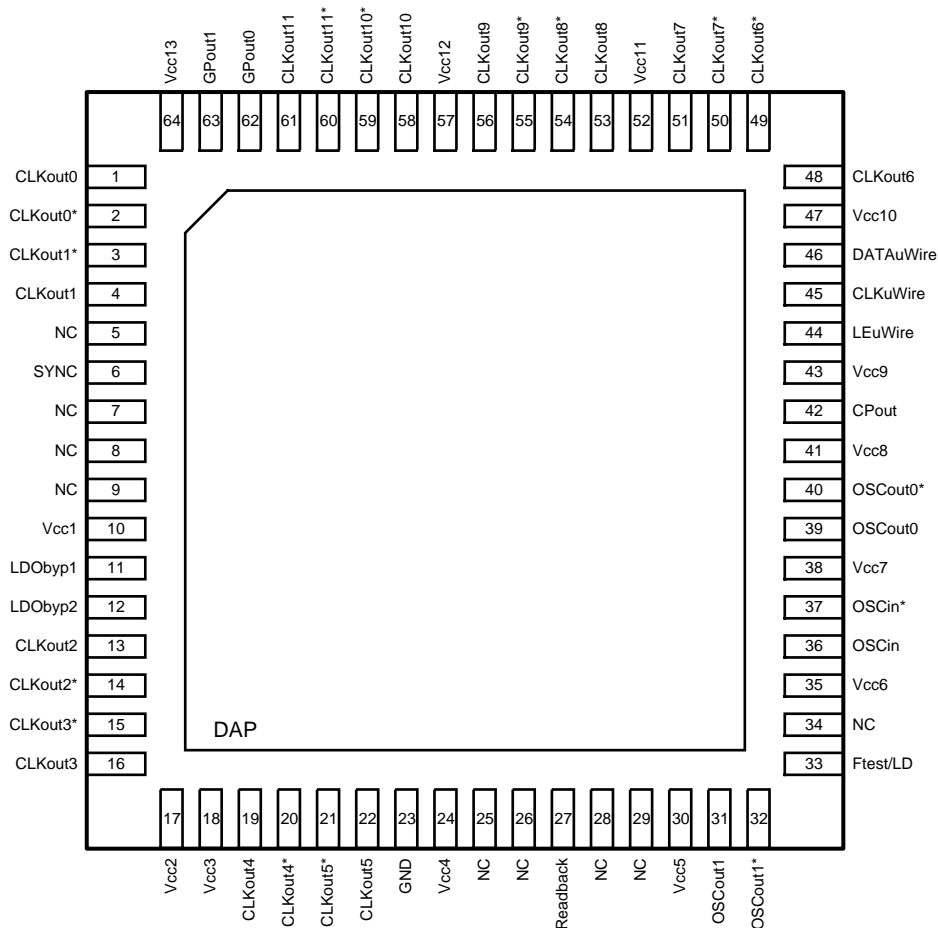 Vcc13 GPout1 GPout0 CLKout11 CLKout11* CLKout10* CLKout10 Vcc12 CLKout9 CLKout9* CLKout8* CLKout8 Vcc11 CLKout7 CLKout7* CLKout6*
64 63 62 61 60 59 58 57 56 55 54 53 52 51 50 49
CLKout0 1 48 CLKout6
CLKout0* 2 47 Vcc10
CLKout1* 3 46 DATAuWire
CLKout1 4 45 CLKuWire
NC 5 44 LEuWire
SYNC 6 43 Vcc9
NC 7 42 CPout
NC 8 41 Vcc8
NC 9 40 OSCout0*
Vcc1 10 39 OSCout0
LDObyp1 11 38 Vcc7
LDObyp2 12 37 OSCin*
CLKout2 13 36 OSCin
CLKout2* 14 35 Vcc6
CLKout3* 15 34 NC
DAP
CLKout3 16 33 Ftest/LD
17 18 19 20 21 22 23 24 25 26 27 28 29 30 31 32
Vcc2 Vcc3 CLKout4 CLKout4* CLKout5* CLKout5 GND Vcc4 NC NC Readback NC NC Vcc5 OSCout1 OSCout1*